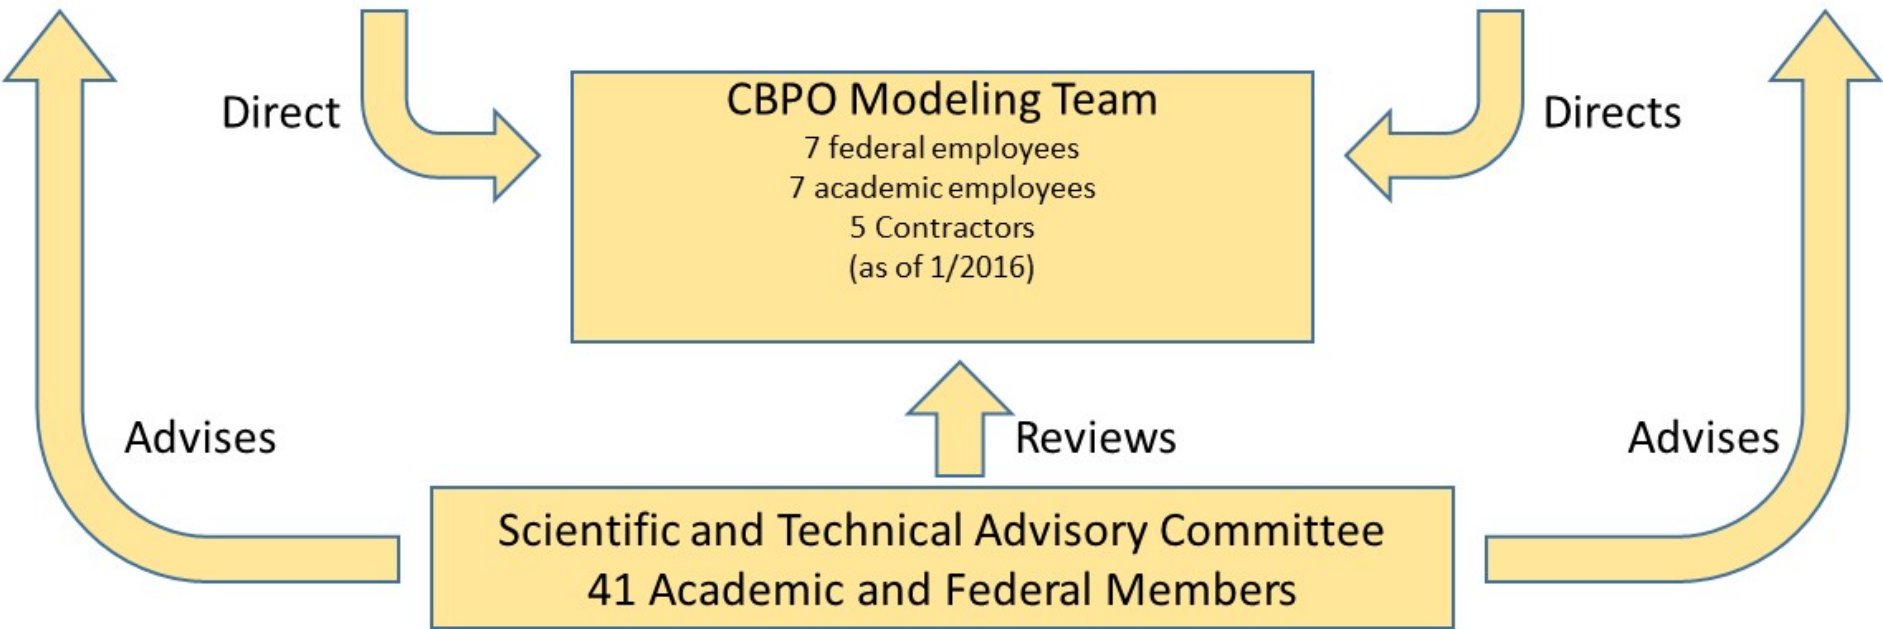 Direct
CBPO Modeling Team
7 federal employees
7 academic employees
5 Contractors
(as of 1/2016)
Directs
Advises
Reviews
Advises
Scientific and Technical Advisory Committee
41 Academic and Federal Members